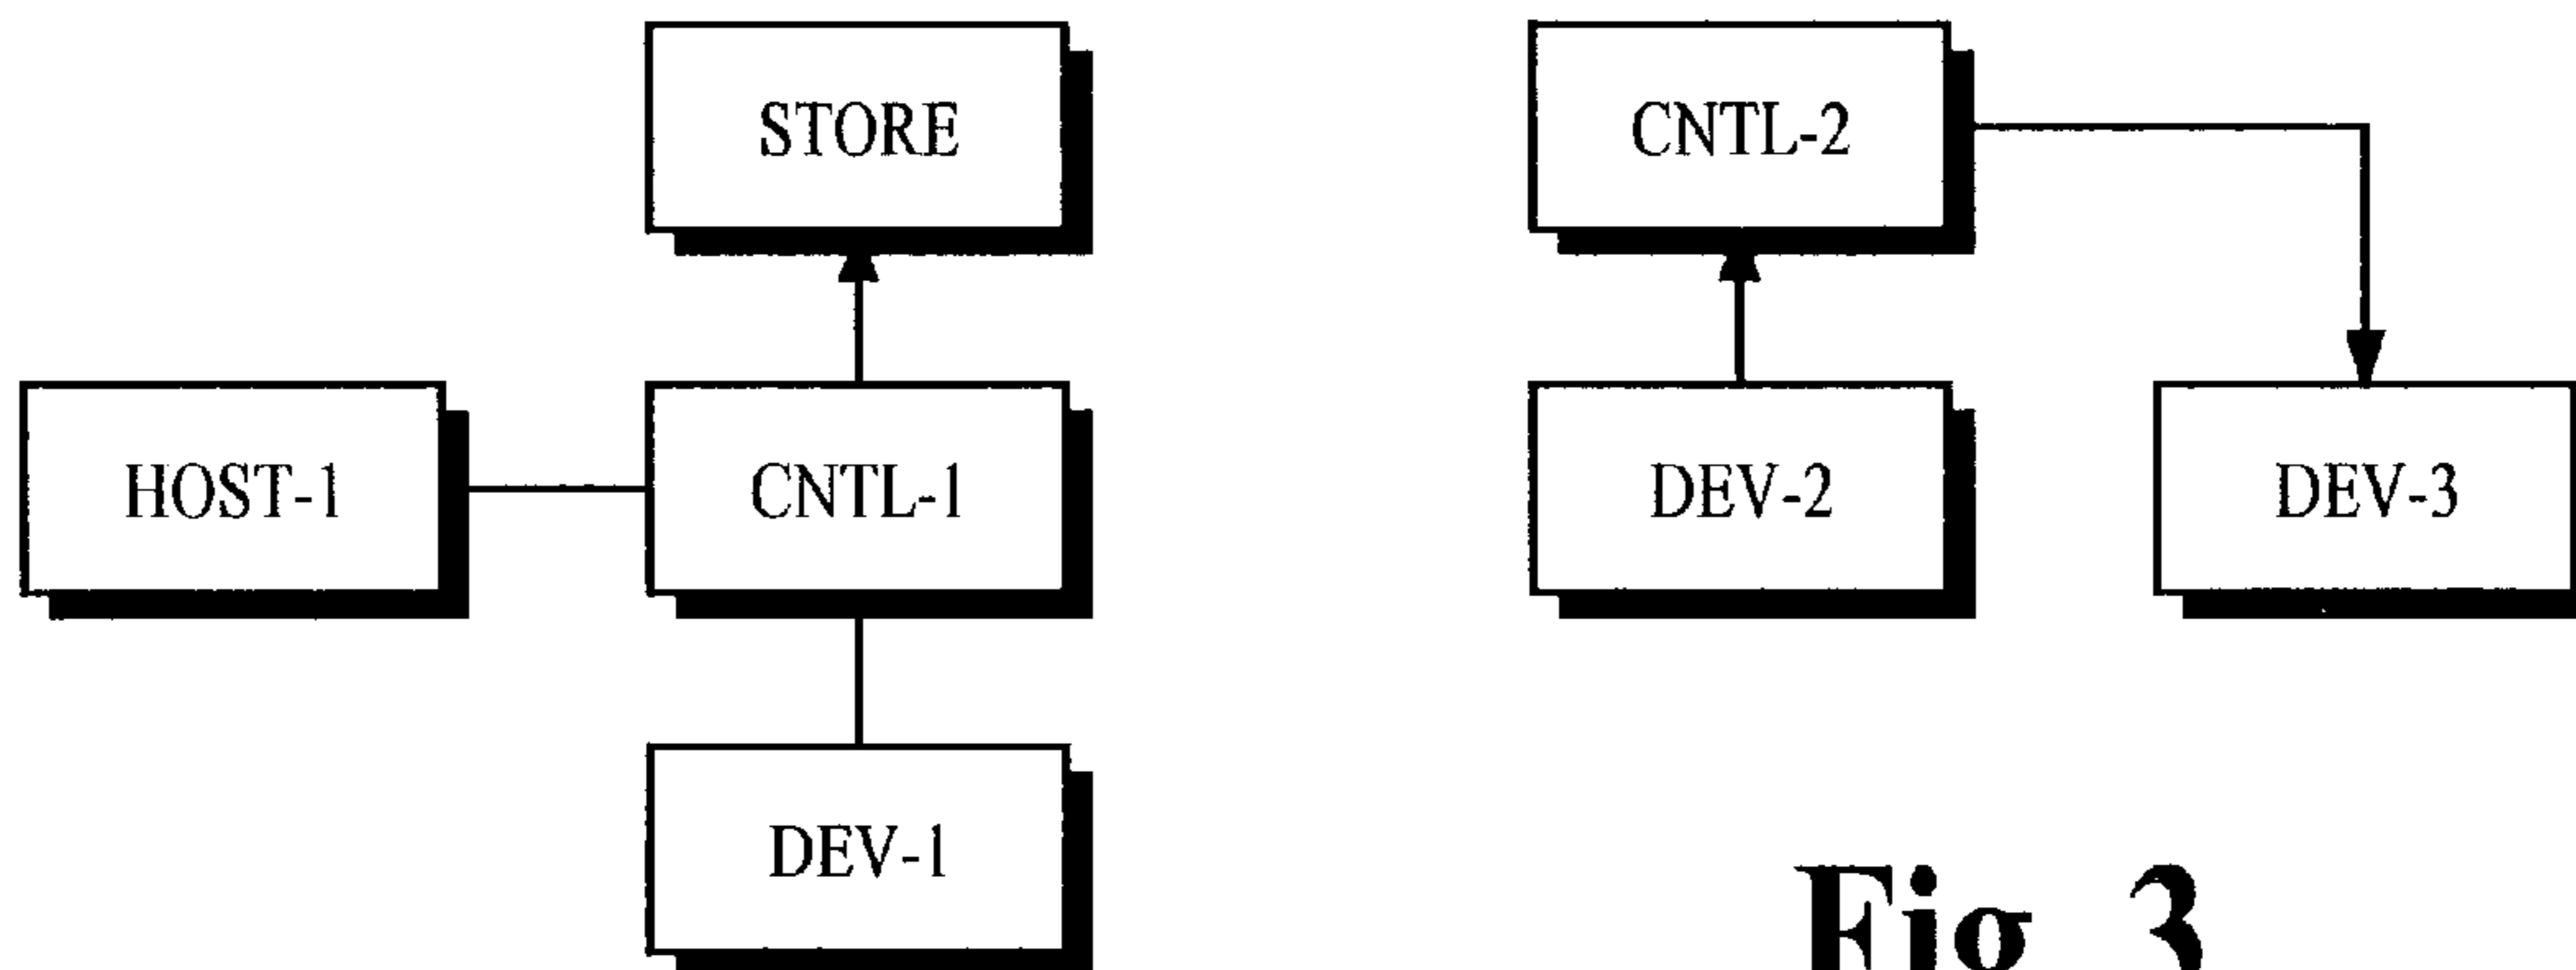 STORE
CNTL-2
HOST-1
CNTL-1
DEV-2
DEV-3
DEV-1
Fig. 3